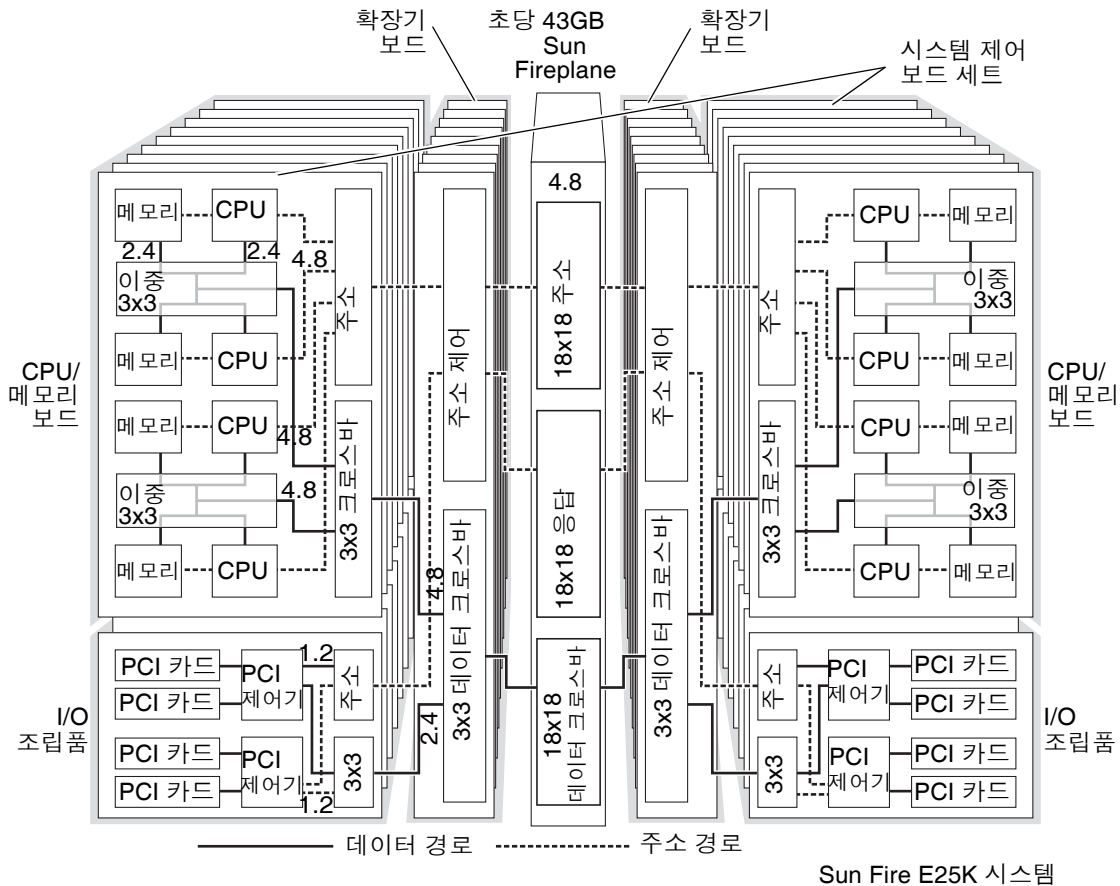 확장기
보드
초당 43GB
Sun
Fireplane
확장기
보드
시스템 제어
보드 세트
4.8
메모리
CPU
2.4
2.4
4.8
이중
3x3
메모리
CPU
메모리
CPU
4.8
이중
3x3
4.8
메모리
CPU
주소
3x3 크로스바
CPU/
메모리
보드
4.8
주소 제어
3x3 데이터 크로스바
18x18 주소
18x18 응답
18x18
데이터 크로스바
주소 제어
3x3 데이터 크로스바
주소
3x3 크로스바
CPU
메모리
이중
3x3
CPU
메모리
CPU
메모리
이중
3x3
CPU
메모리
CPU/
메모리
보드
I/O
조립품
PCI 카드
PCI 카드
PCI
제어기
1.2
주소
PCI 카드
PCI 카드
PCI
제어기
1.2
3x3
2.4
주소
PCI
제어기
PCI 카드
PCI 카드
3x3
PCI
제어기
PCI 카드
PCI 카드
I/O
조립품
데이터 경로
주소 경로
Sun Fire E25K 시스템